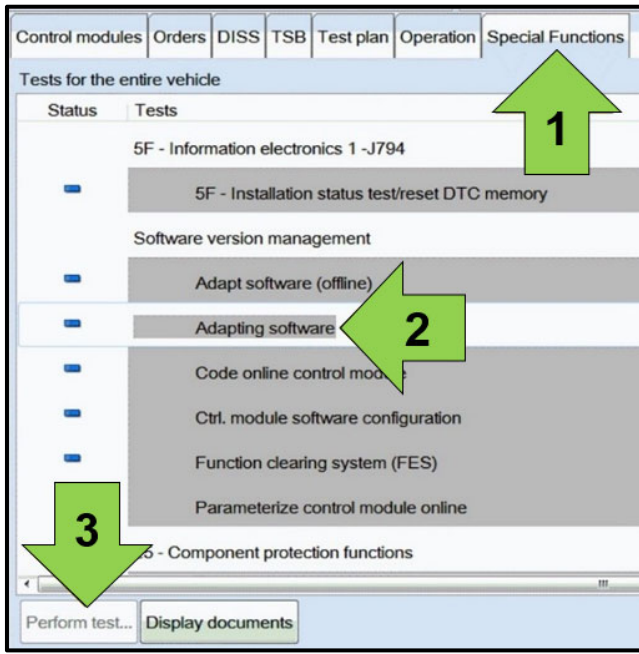 Control modules Orders DISS TSB Test plan Operation Special Functions
Tests for the entire vehicle
Status Tests
1
5F - Information electronics 1 -J794
5F - Installation status test/reset DTC memory
Software version management
Adapt software (offline)
Adapting software
2
Code online control
Ctrl. module software configuration
Function clearing system (FES)
Parameterize control module online
3
- Component protection functions
Perform test... Display documents